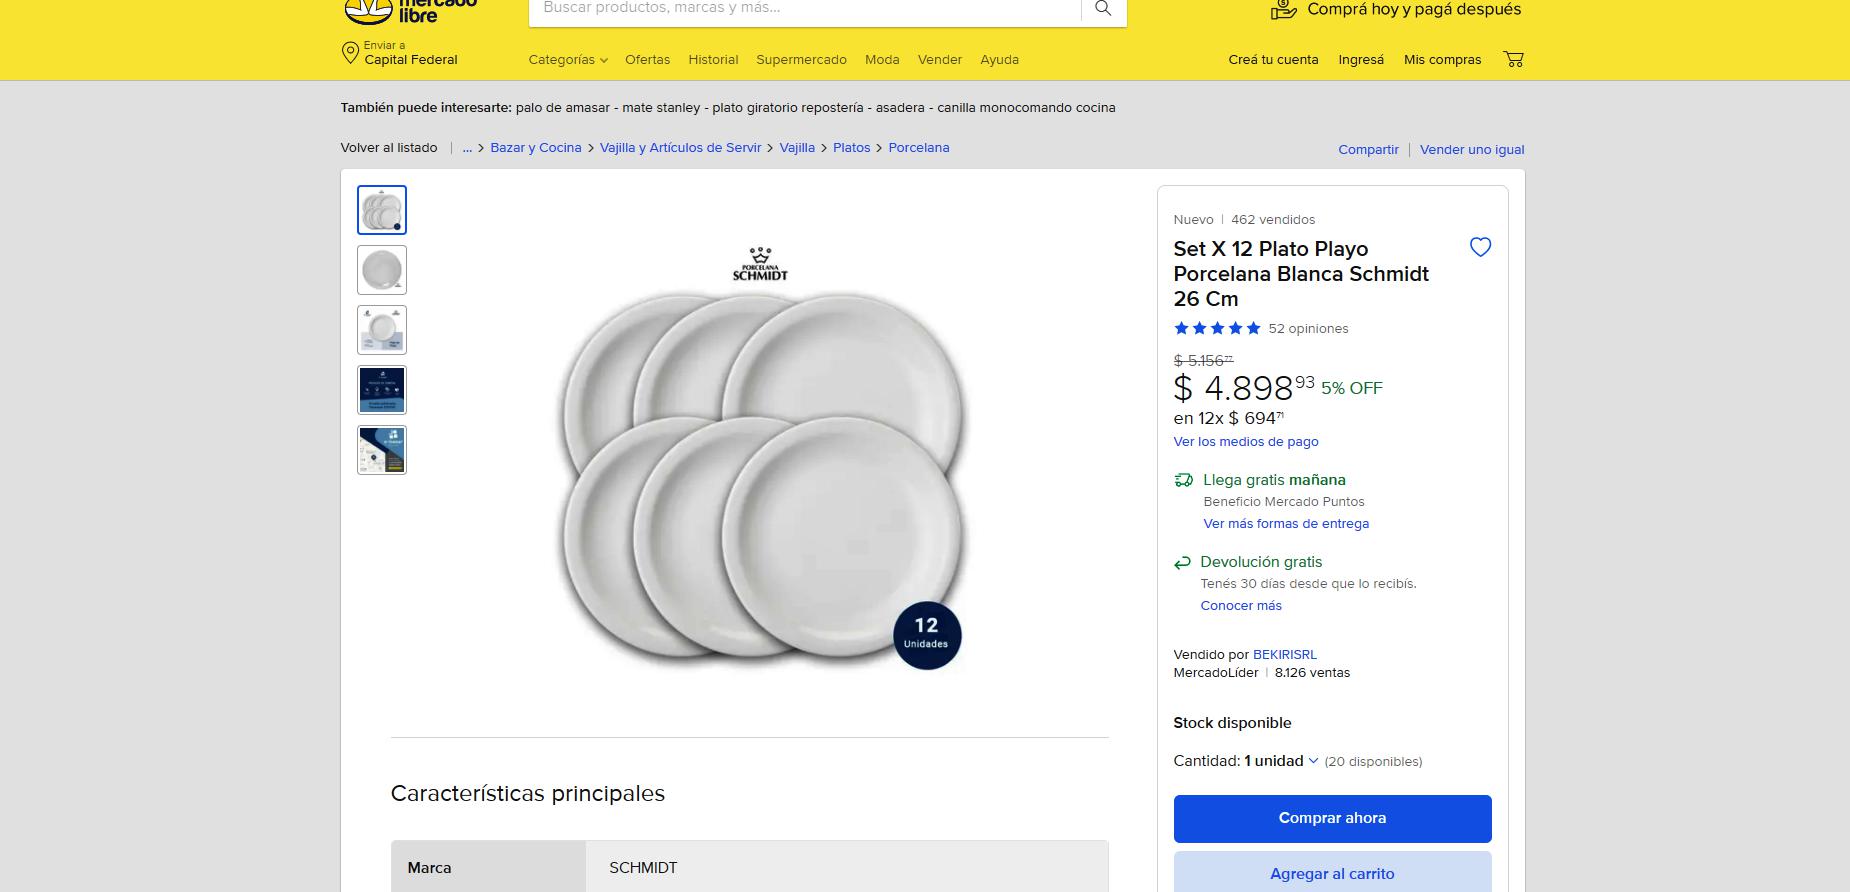 mercado
libre
Buscar productos, marcas y más...
Comprá hoy y pagá después
Enviar a
Capital Federal
Categorías Ofertas Historial Supermercado Moda Vender Ayuda
Creá tu cuenta Ingresá Mis compras
También puede interesarte: palo de amasar - mate stanley - plato giratorio repostería - asadera - canilla monocomando cocina
Volver al listado | ... > Bazar y Cocina > Vajilla y Artículos de Servir > Vajilla > Platos > Porcelana
Compartir | Vender uno igual
PORCELANA
SCHMIDT
12
Unidades
Nuevo | 462 vendidos
Set X 12 Plato Playo
Porcelana Blanca Schmidt
26 Cm
52 opiniones
$ 5.15677
$ 4.898 93 5% OFF
en 12x $ 694 71
Ver los medios de pago
Llega gratis mañana
Beneficio Mercado Puntos
Ver más formas de entrega
Devolución gratis
Tenés 30 días desde que lo recibís.
Conocer más
Vendido por BEKIRISRL
MercadoLíder | 8.126 ventas
Stock disponible
Cantidad: 1 unidad (20 disponibles)
Comprar ahora
Agregar al carrito
Características principales
Marca SCHMIDT